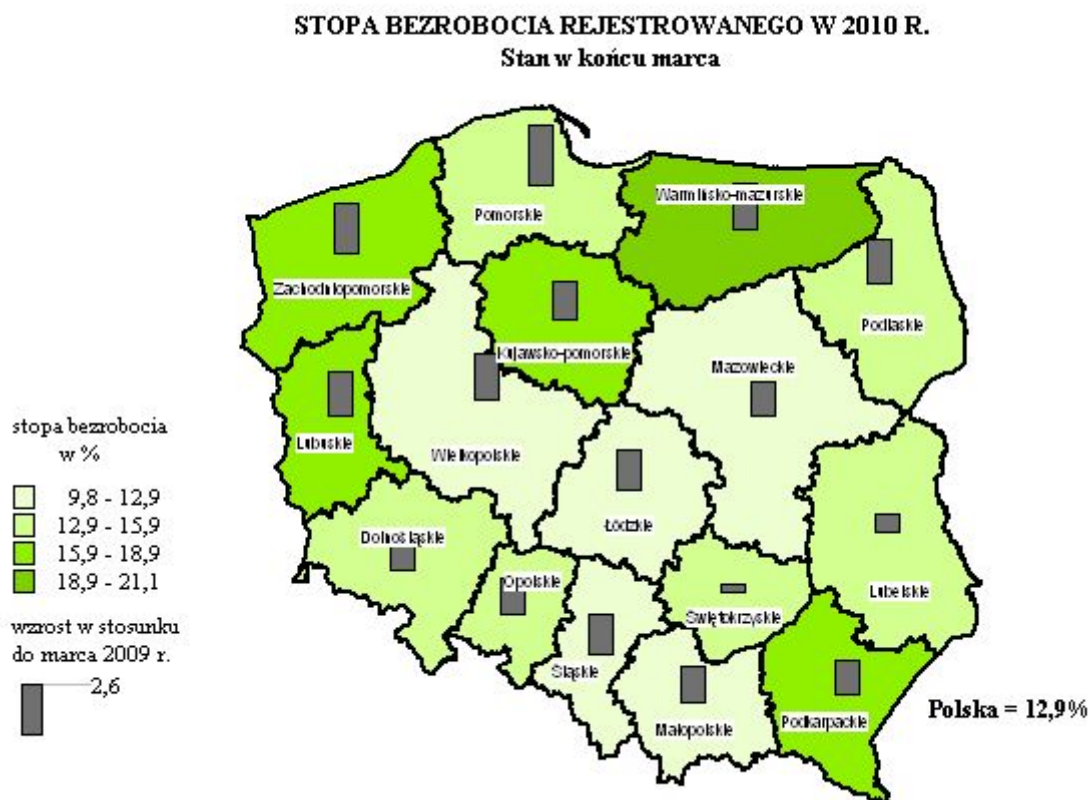 STOPA BEZROBOCIA REJESTROWANEGO W 2010 R.
Stan w końcu marca
Pomorskie
Warmińsko-mazurskie
Zachodniopomorskie
Podlaskie
Kujawsko-pomorskie
Mazowieckie
Lubuskie
Wielkopolskie
Łódzkie
Dolnośląskie
Opolskie
Lubelskie
Świętokrzyskie
Śląskie
Małopolskie
Podkarpackie
stopa bezrobocia
w %
9,8 - 12,9
12,9 - 15,9
15,9 - 18,9
18,9 - 21,1
wzrost w stosunku
do marca 2009 r.
2,6
Polska = 12,9%